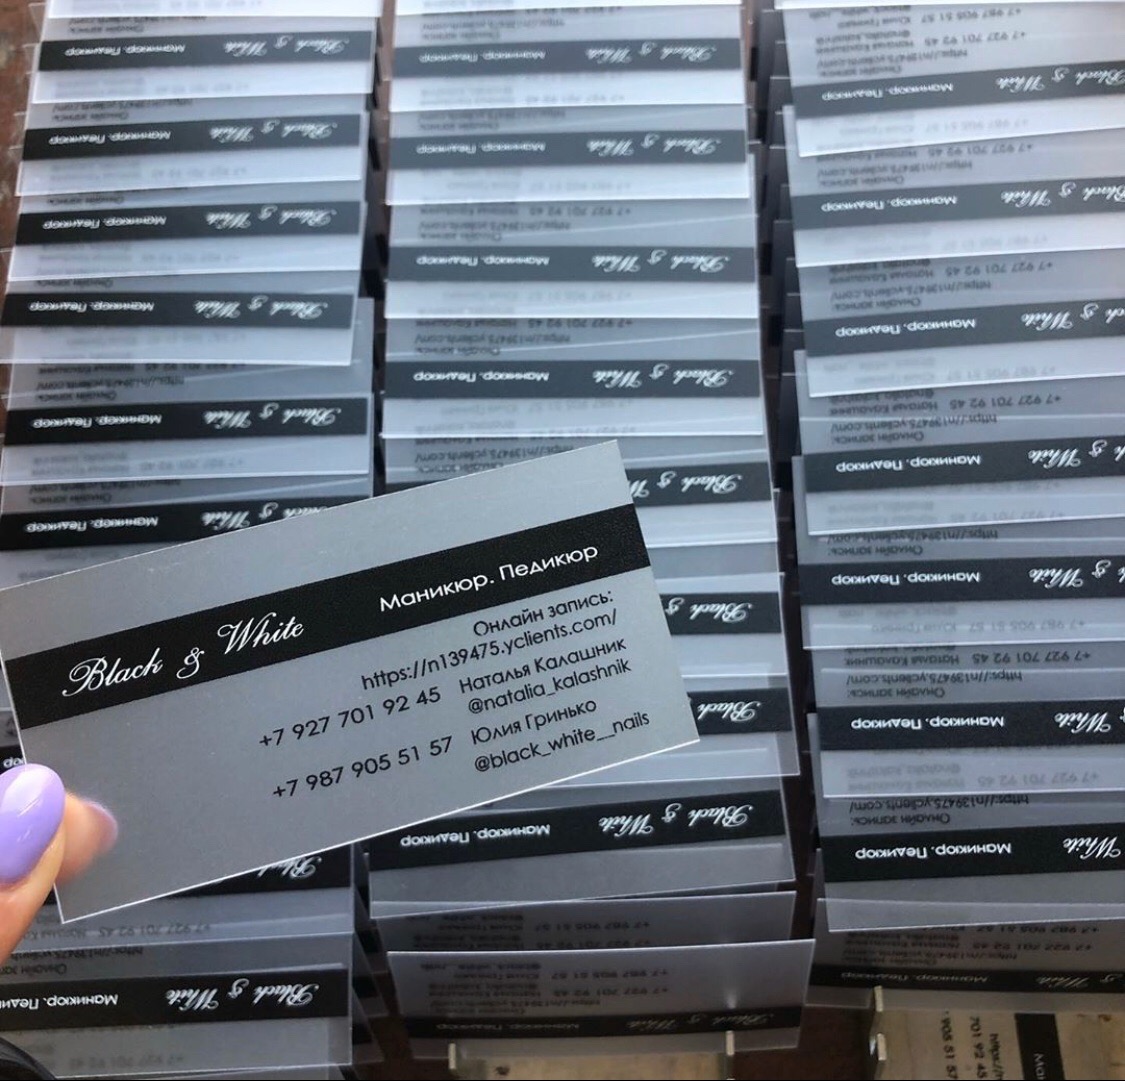 Black & White Маникюр. Педикюр
Онлайн запись:
https://n139475.yclients.com/
+7 927 701 92 45 Наталья Калашник
@natalia_kalashnik
+7 987 905 51 57 Юлия Гринько
@black_white__nails